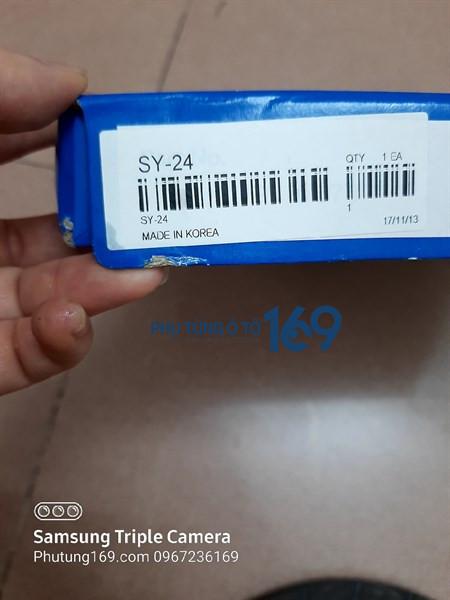 SY-24
QTY 1 EA
SY-24
1
17/11/13
MADE IN KOREA
PHỤ TÙNG Ô TÔ 169
Samsung Triple Camera
Phutung169.com 0967236169